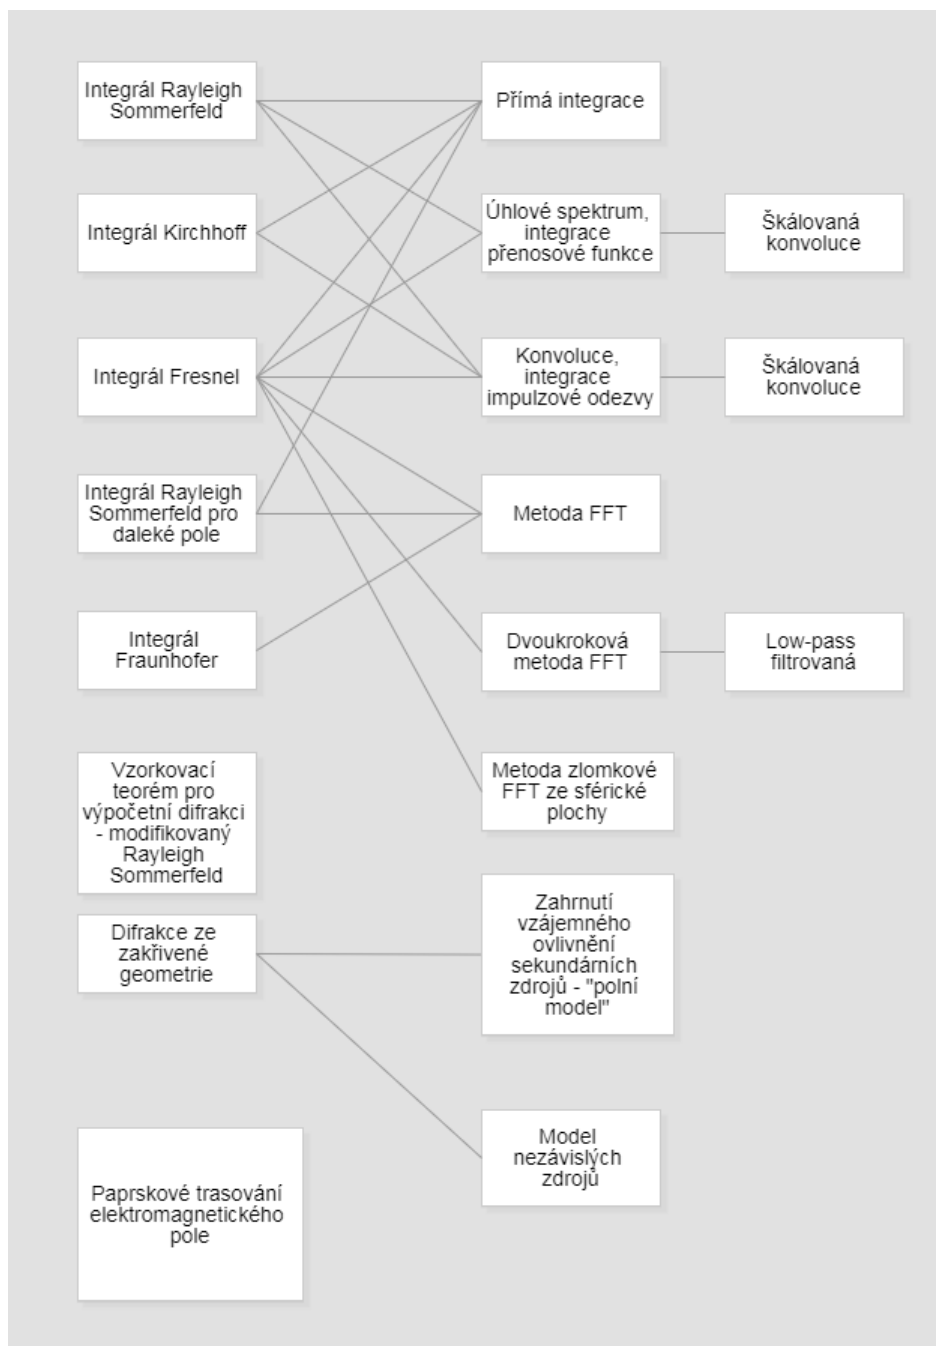 Integrál Rayleigh
Sommerfeld
Přímá integrace
Integrál Kirchhoff
Úhlové spektrum,
integrace
přenosové funkce
Škálovaná
konvoluce
Integrál Fresnel
Konvoluce,
integrace
impulzové odezvy
Škálovaná
konvoluce
Integrál Rayleigh
Sommerfeld pro
daleké pole
Metoda FFT
Integrál
Fraunhofer
Dvoukroková
metoda FFT
Low-pass
filtrovaná
Vzorkovací
teorém pro
výpočetní difrakci
- modifikovaný
Rayleigh
Sommerfeld
Metoda zlomkové
FFT ze sférické
plochy
Difrakce ze
zakřivené
geometrie
Zahrnutí
vzájemného
ovlivnění
sekundárních
zdrojů - "polní
model"
Model
nezávislých
zdrojů
Paprskové trasování
elektromagnetického
pole